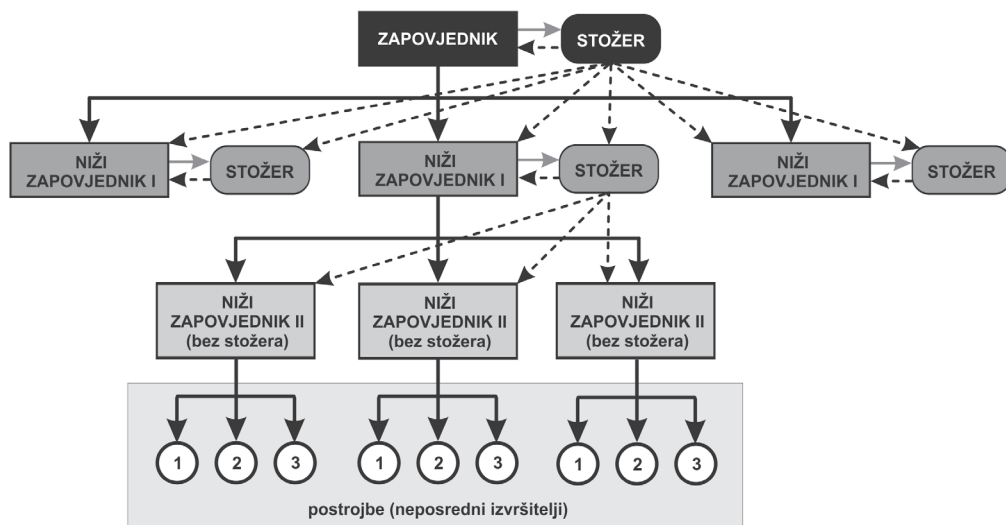 ZAPOVJEDNIK
STOŽER
NIŽI
ZAPOVJEDNIK I
STOŽER
NIŽI
ZAPOVJEDNIK I
STOŽER
NIŽI
ZAPOVJEDNIK I
STOŽER
NIŽI
ZAPOVJEDNIK II
(bez stožera)
NIŽI
ZAPOVJEDNIK II
(bez stožera)
NIŽI
ZAPOVJEDNIK II
(bez stožera)
1
2
3
1
2
3
1
2
3
postrojbe (neposredni izvršitelji)